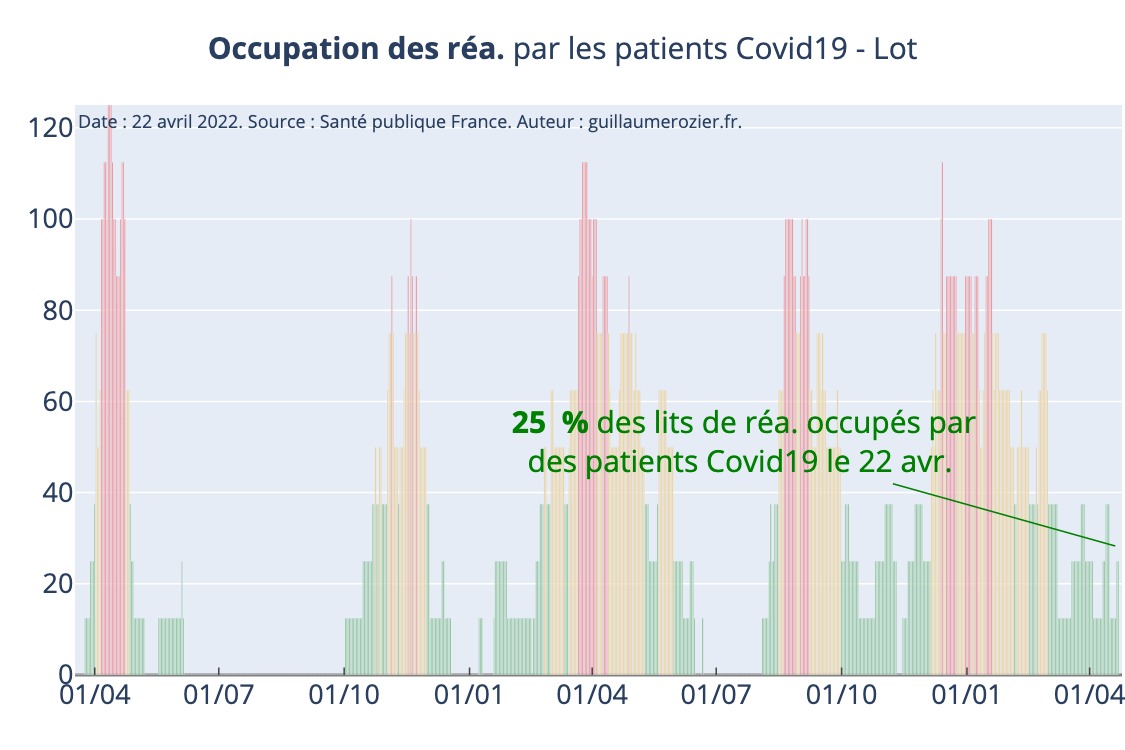 Occupation des réa. par les patients Covid19 - Lot
Date : 22 avril 2022. Source : Santé publique France. Auteur : guillaumerozier.fr.
120
100
80
60
40
20
0
25 % des lits de réa. occupés par
des patients Covid19 le 22 avr.
01/04 01/07 01/10 01/01 01/04 01/07 01/10 01/01 01/04